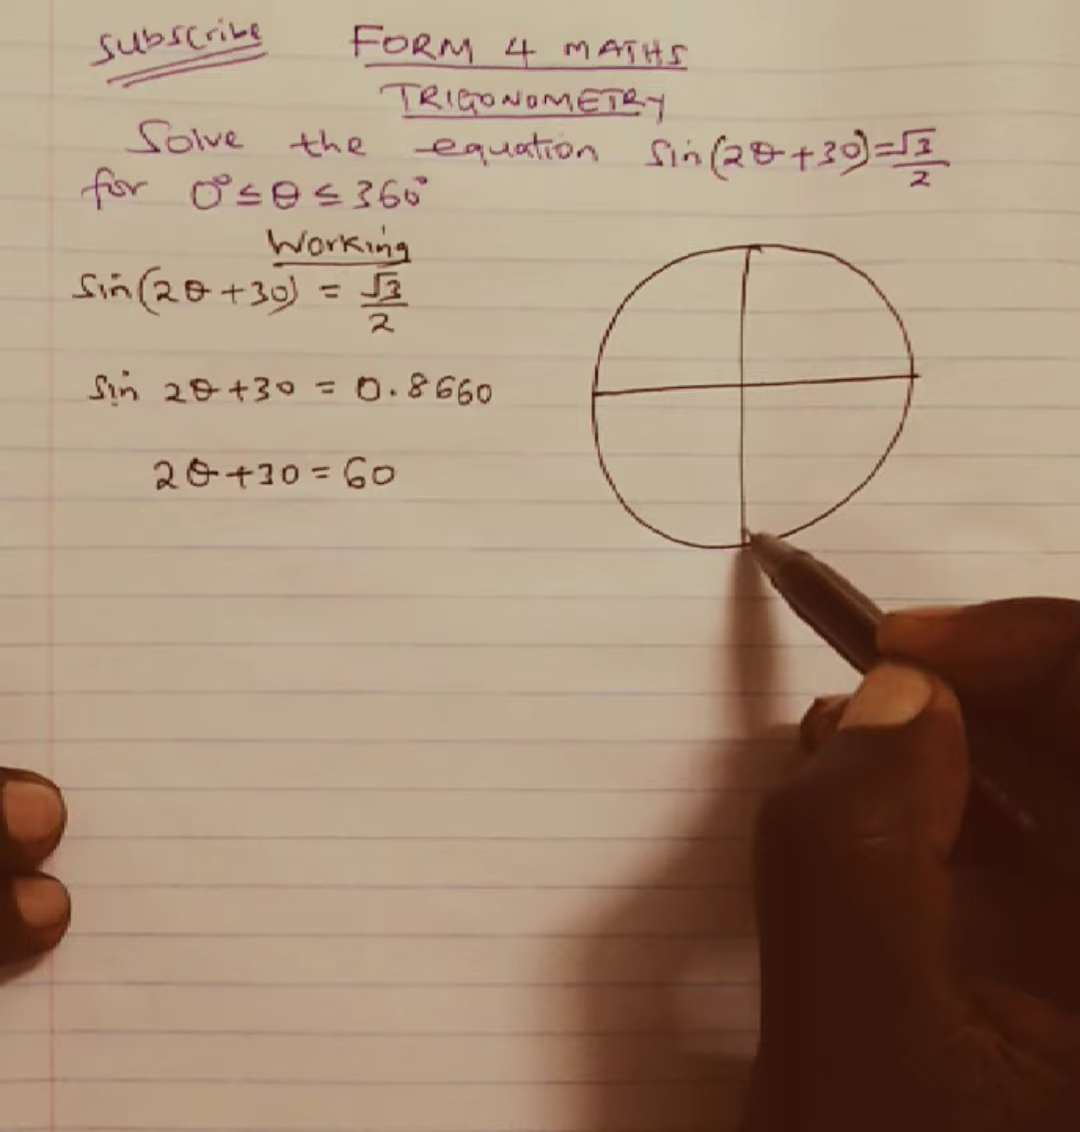 Subscribe FORM 4 MATHS
TRIGONOMETRY
Solve the equation Sin(2θ+30)=√3/2
for 0°≤θ≤360°
Working
Sin(2θ+30) = √3/2
Sin 2θ+30 = 0.8660
2θ+30=60